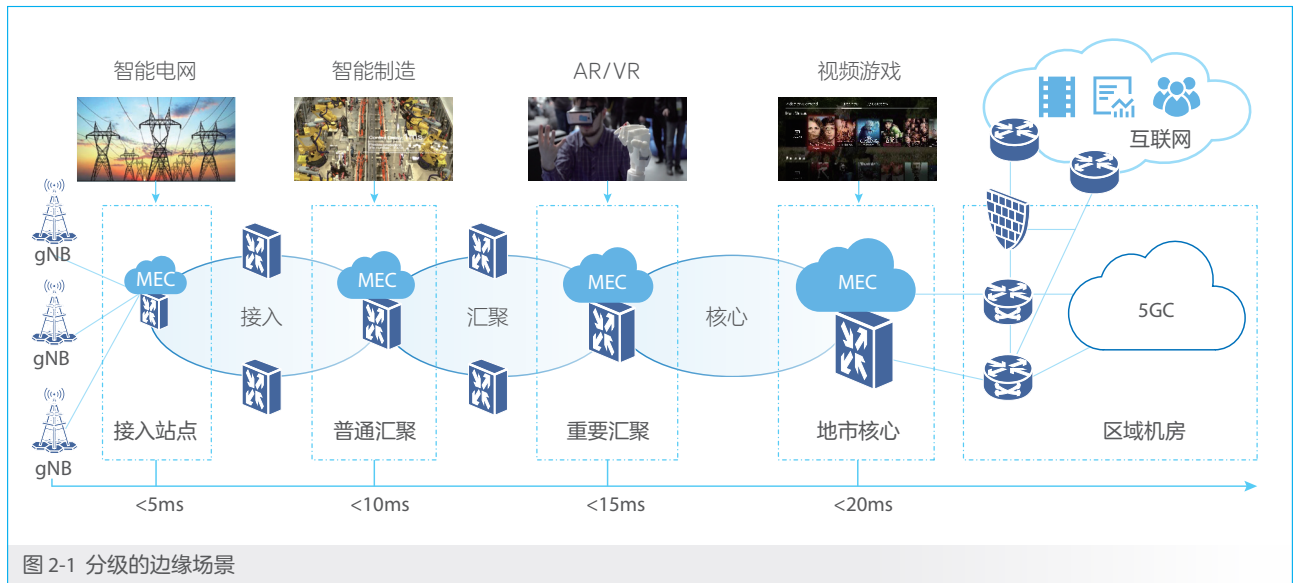 智能电网
智能制造
AR/VR
视频游戏
互联网
gNB
gNB
gNB
MEC
MEC
MEC
MEC
接入
汇聚
核心
5GC
接入站点
普通汇聚
重要汇聚
地市核心
区域机房
<5ms
<10ms
<15ms
<20ms
图 2-1 分级的边缘场景